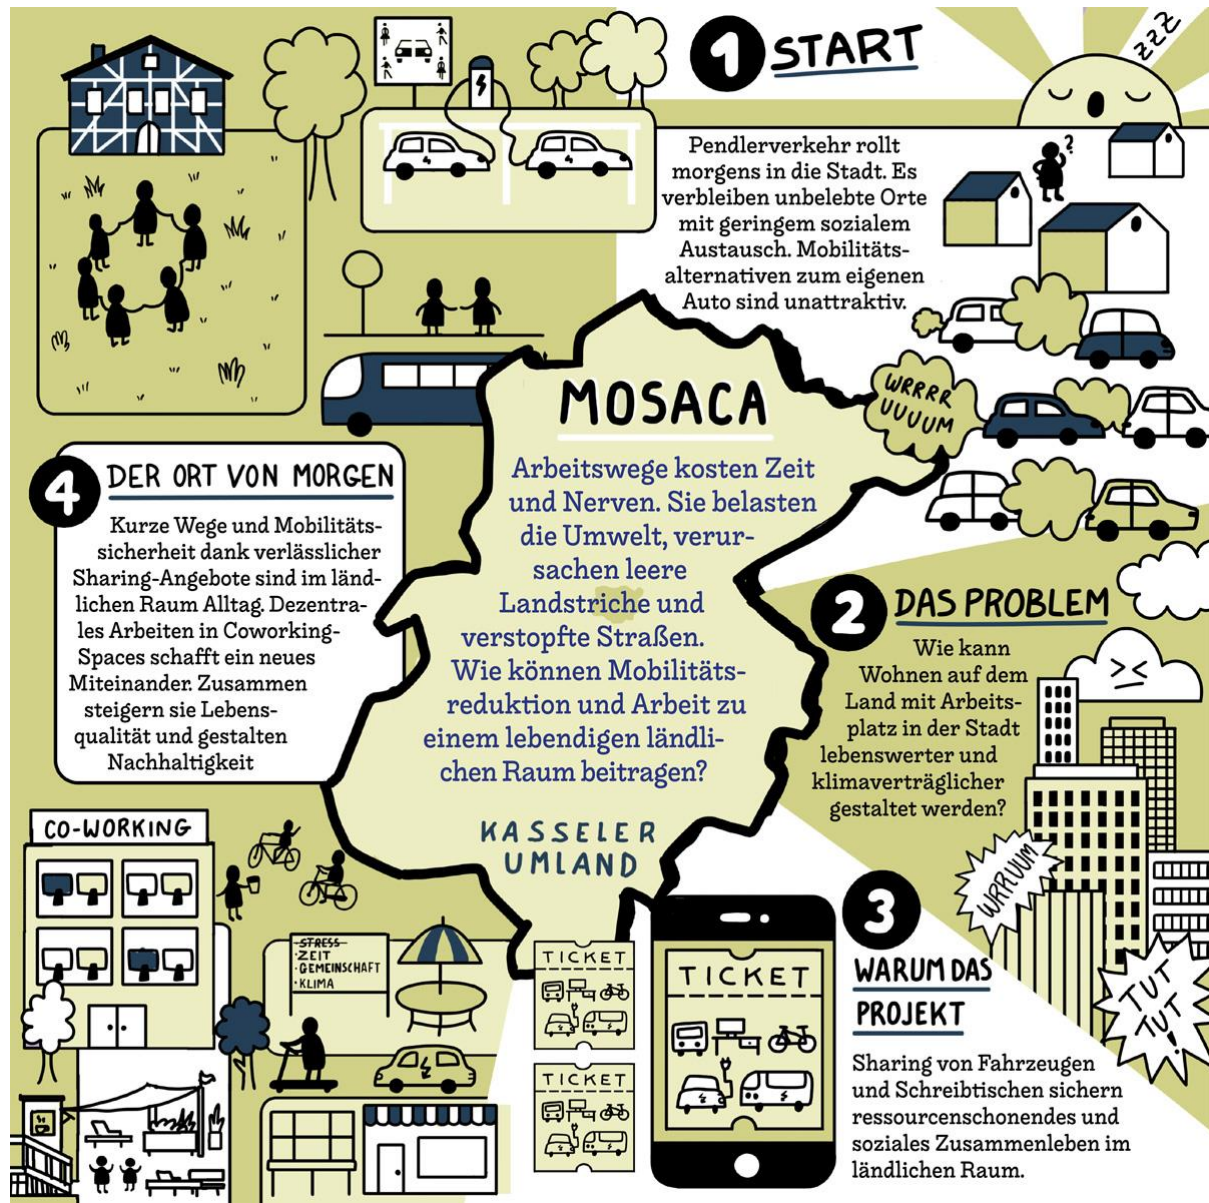 1 START
zzz
Pendlerverkehr rollt
morgens in die Stadt. Es
verbleiben unbelebte Orte
mit geringem sozialem
Austausch. Mobilitäts-
alternativen zum eigenen
Auto sind unattraktiv.
?
WRRRR
UUUUM
MOSACA
Arbeitswege kosten Zeit
und Nerven. Sie belasten
die Umwelt, verur-
sachen leere
Landstriche und
verstopfte Straßen.
Wie können Mobilitäts-
reduktion und Arbeit zu
einem lebendigen ländli-
chen Raum beitragen?
KASSELER
UMLAND
2 DAS PROBLEM
Wie kann
Wohnen auf dem
Land mit Arbeits-
platz in der Stadt
lebenswerter und
klimaverträglicher
gestaltet werden?
WRRUUM
TUT
TUT!
3
WARUM DAS
PROJEKT
Sharing von Fahrzeugen
und Schreibtischen sichern
ressourcenschonendes und
soziales Zusammenleben im
ländlichen Raum.
TICKET
TICKET
TICKET
4 DER ORT VON MORGEN
Kurze Wege und Mobilitäts-
sicherheit dank verlässlicher
Sharing-Angebote sind im länd-
lichen Raum Alltag. Dezentra-
les Arbeiten in Coworking-
Spaces schafft ein neues
Miteinander. Zusammen
steigern sie Lebens-
qualität und gestalten
Nachhaltigkeit
CO-WORKING
-STRESS-
·ZEIT
·GEMEINSCHAFT
·KLIMA